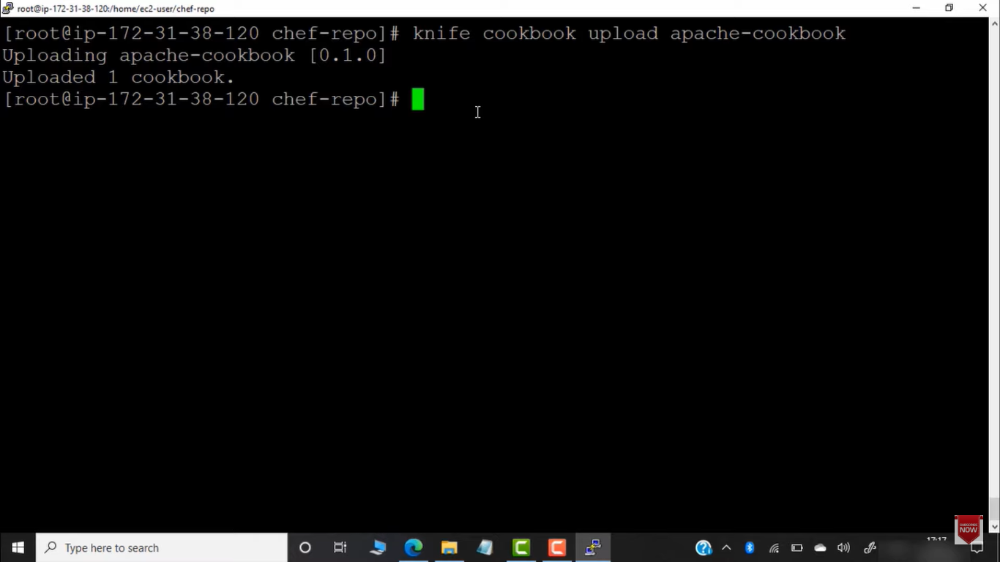 root@ip-172-31-38-120:/home/ec2-user/chef-repo
[root@ip-172-31-38-120 chef-repo]# knife cookbook upload apache-cookbook
Uploading apache-cookbook [0.1.0]
Uploaded 1 cookbook.
[root@ip-172-31-38-120 chef-repo]#
SUBSCRIBE
NOW
Type here to search
17:17